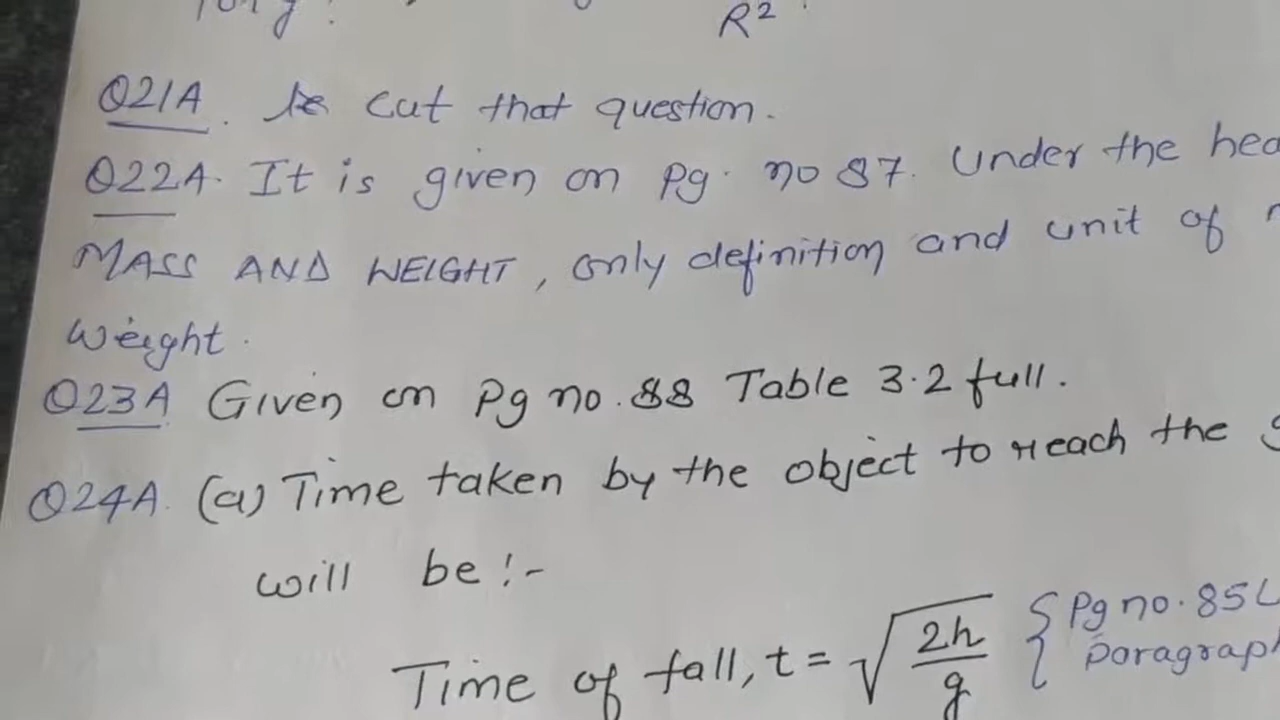 R²
Q21A. cut that question.
Q22A. It is given on pg. no 87. Under the
MASS AND WEIGHT, only definition and unit of
weight.
Q23A Given on Pg no. 88 Table 3.2 full.
Q24A. (a) Time taken by the object to reach the
will be :-
Time of fall, t = √(2h/g) { Pg no. 85